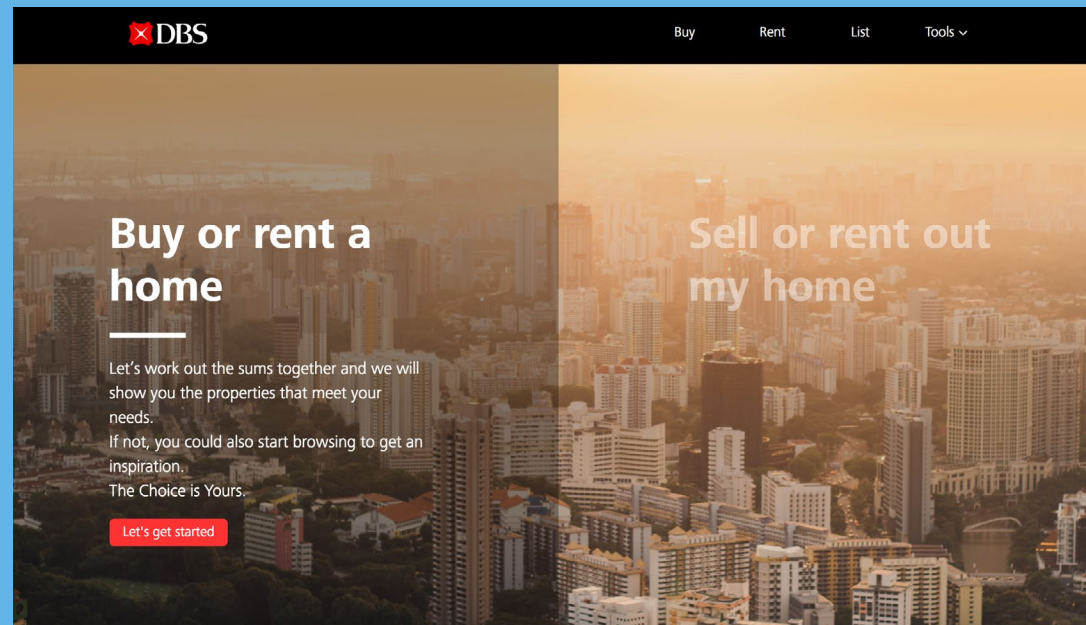 DBS
Buy
Rent
List
Tools
Buy or rent a
home
Let's work out the sums together and we will
show you the properties that meet your
needs.
If not, you could also start browsing to get an
inspiration.
The Choice is Yours.
Let's get started
Sell or rent out
my home